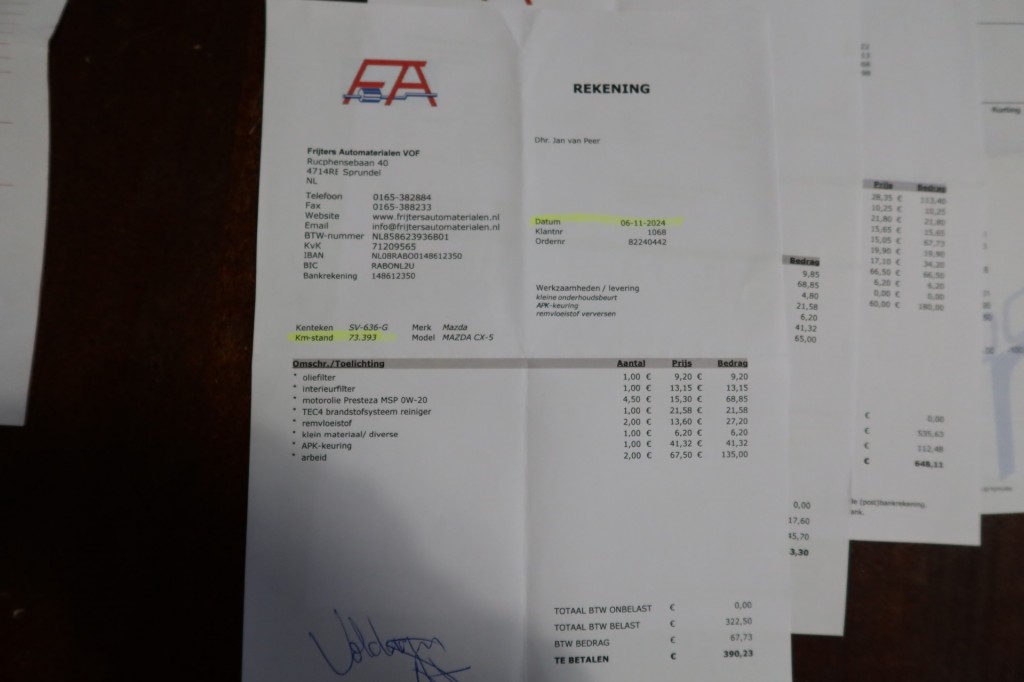 FA
REKENING
Dhr. Jan van Peer
Frijters Automaterialen VOF
Rucphensebaan 40
4714RE Sprundel
NL
Telefoon 0165-382884
Fax 0165-388233
Website www.frijtersautomaterialen.nl
Email info@frijtersautomaterialen.nl
BTW-nummer NL858623936B01
KvK 71209565
IBAN NL08RABO0148612350
BIC RABONL2U
Bankrekening 148612350
Datum 06-11-2024
Klantnr 1068
Ordernr 82240442
Werkzaamheden / levering
kleine onderhoudsbeurt
APK-keuring
remvloeistof verversen
Kenteken SV-636-G Merk Mazda
Km-stand 73.393 Model MAZDA CX-5
Omschr./Toelichting Aantal Prijs Bedrag
* oliefilter 1,00 € 9,20 € 9,20
* interieurfilter 1,00 € 13,15 € 13,15
* motorolie Presteza MSP 0W-20 4,50 € 15,30 € 68,85
* TEC4 brandstofsysteem reiniger 1,00 € 21,58 € 21,58
* remvloeistof 2,00 € 13,60 € 27,20
* klein materiaal/ diverse 1,00 € 6,20 € 6,20
* APK-keuring 1,00 € 41,32 € 41,32
* arbeid 2,00 € 67,50 € 135,00
TOTAAL BTW ONBELAST € 0,00
TOTAAL BTW BELAST € 322,50
BTW BEDRAG € 67,73
TE BETALEN € 390,23
Bedrag
9,85
68,85
4,80
21,58
6,20
41,32
65,00
0,00
17,60
45,70
3,30
Prijs Bedrag
28,35 € 113,40
10,25 € 10,25
21,80 € 21,80
15,65 € 15,65
15,05 € 67,73
19,90 € 19,90
17,10 € 34,20
66,50 € 66,50
6,20 € 6,20
0,00 € 0,00
60,00 € 180,00
€ 0,00
€ 535,63
€ 112,48
€ 648,11
(post)bankrekening.
Korting